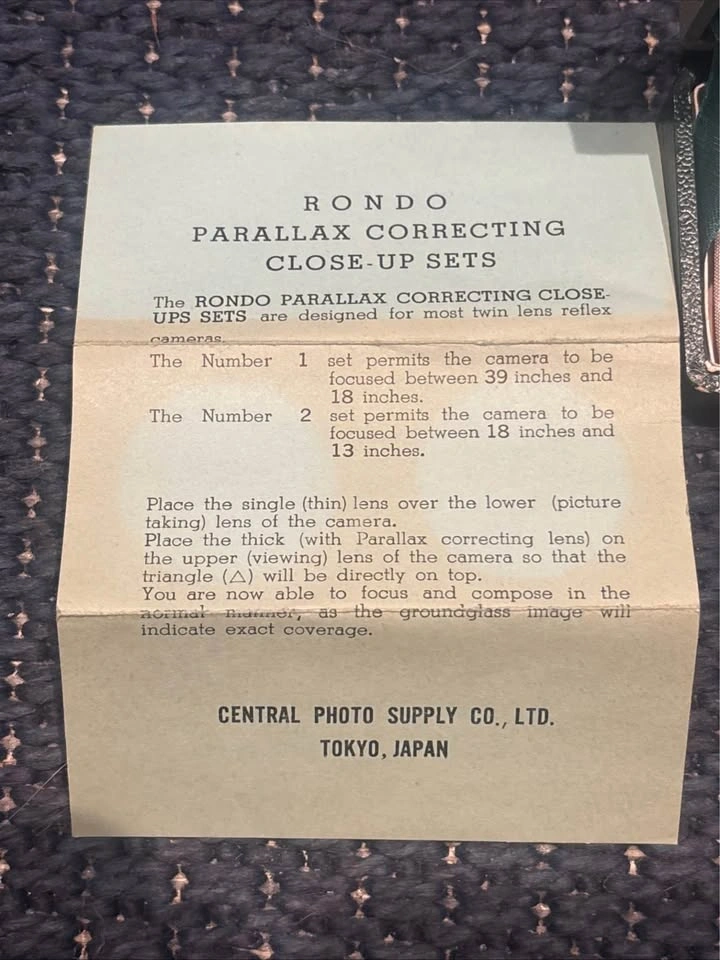 RONDO
PARALLAX CORRECTING
CLOSE-UP SETS
The RONDO PARALLAX CORRECTING CLOSE-
UPS SETS are designed for most twin lens reflex
cameras.
The Number 1 set permits the camera to be
focused between 39 inches and
18 inches.
The Number 2 set permits the camera to be
focused between 18 inches and
13 inches.
Place the single (thin) lens over the lower (picture
taking) lens of the camera.
Place the thick (with Parallax correcting lens) on
the upper (viewing) lens of the camera so that the
triangle (△) will be directly on top.
You are now able to focus and compose in the
normal manner, as the groundglass image will
indicate exact coverage.
CENTRAL PHOTO SUPPLY CO., LTD.
TOKYO, JAPAN